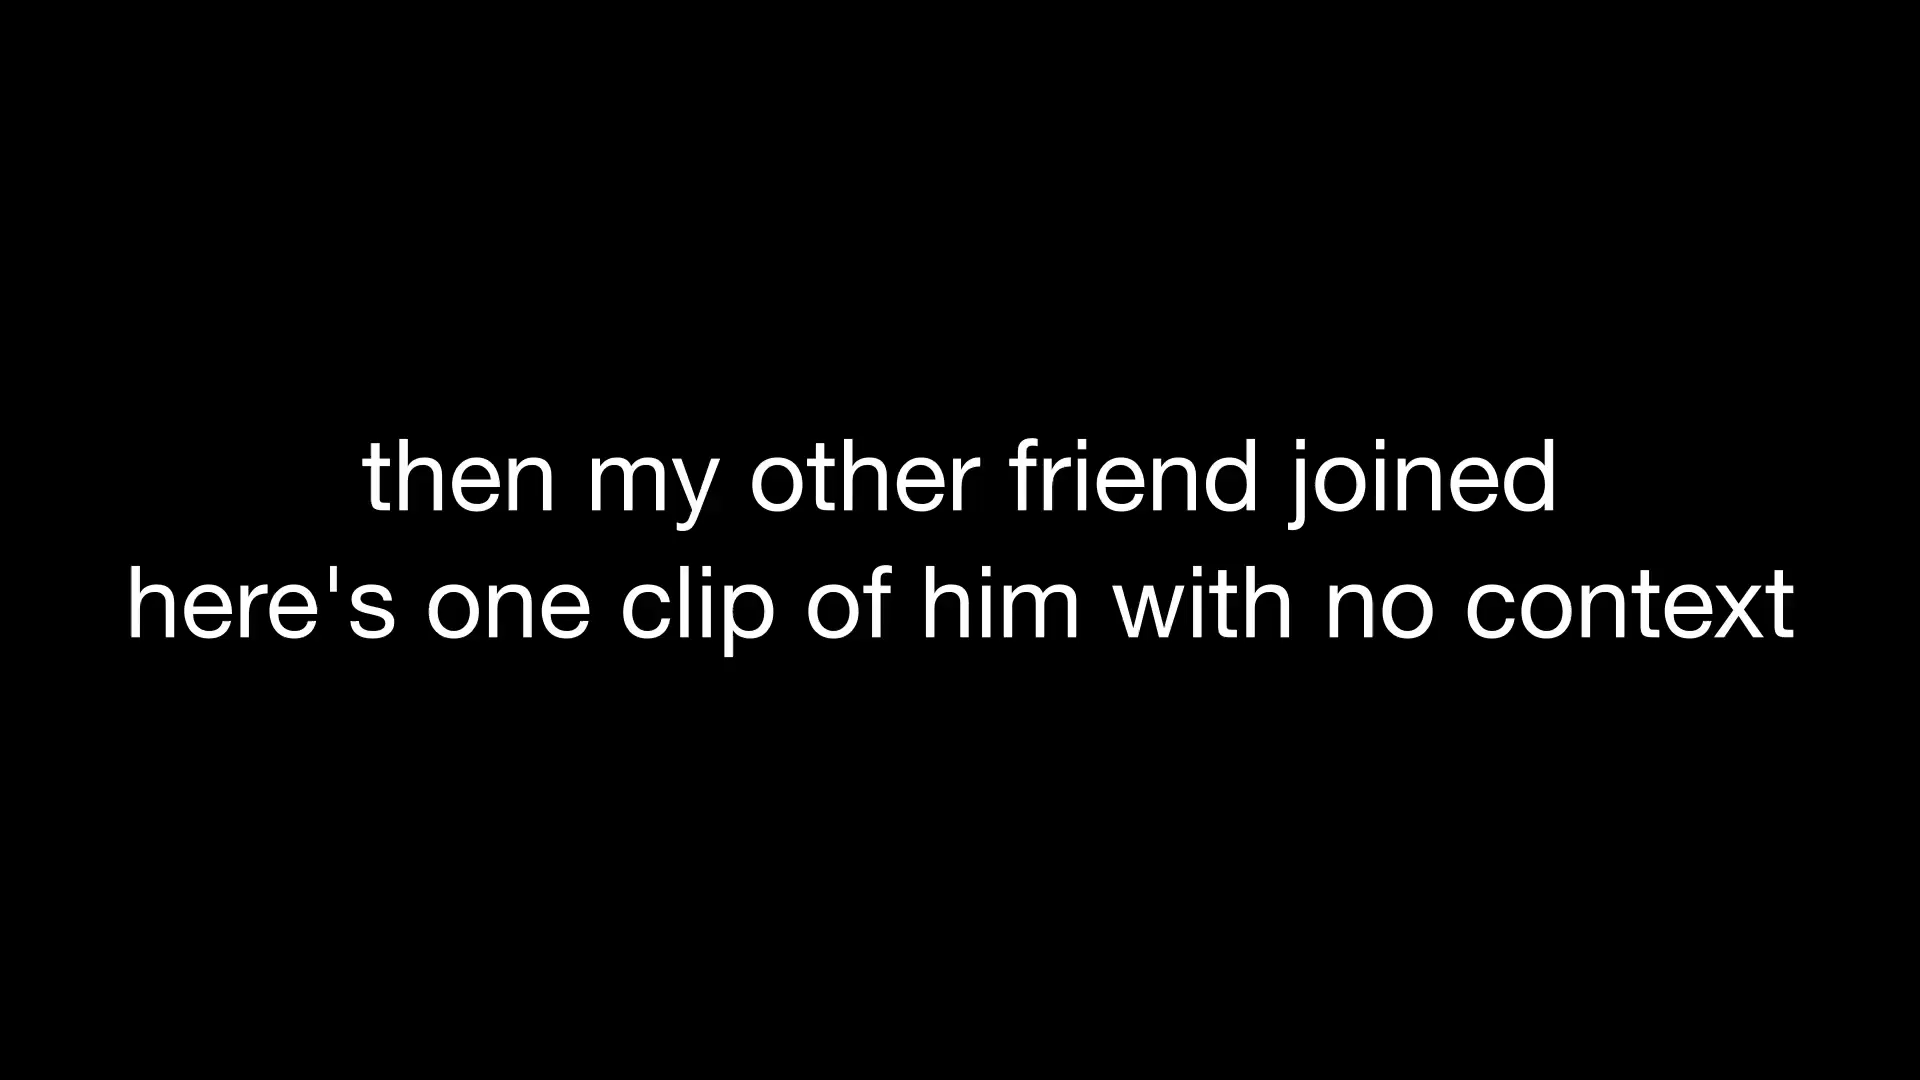 then my other friend joined
here's one clip of him with no context